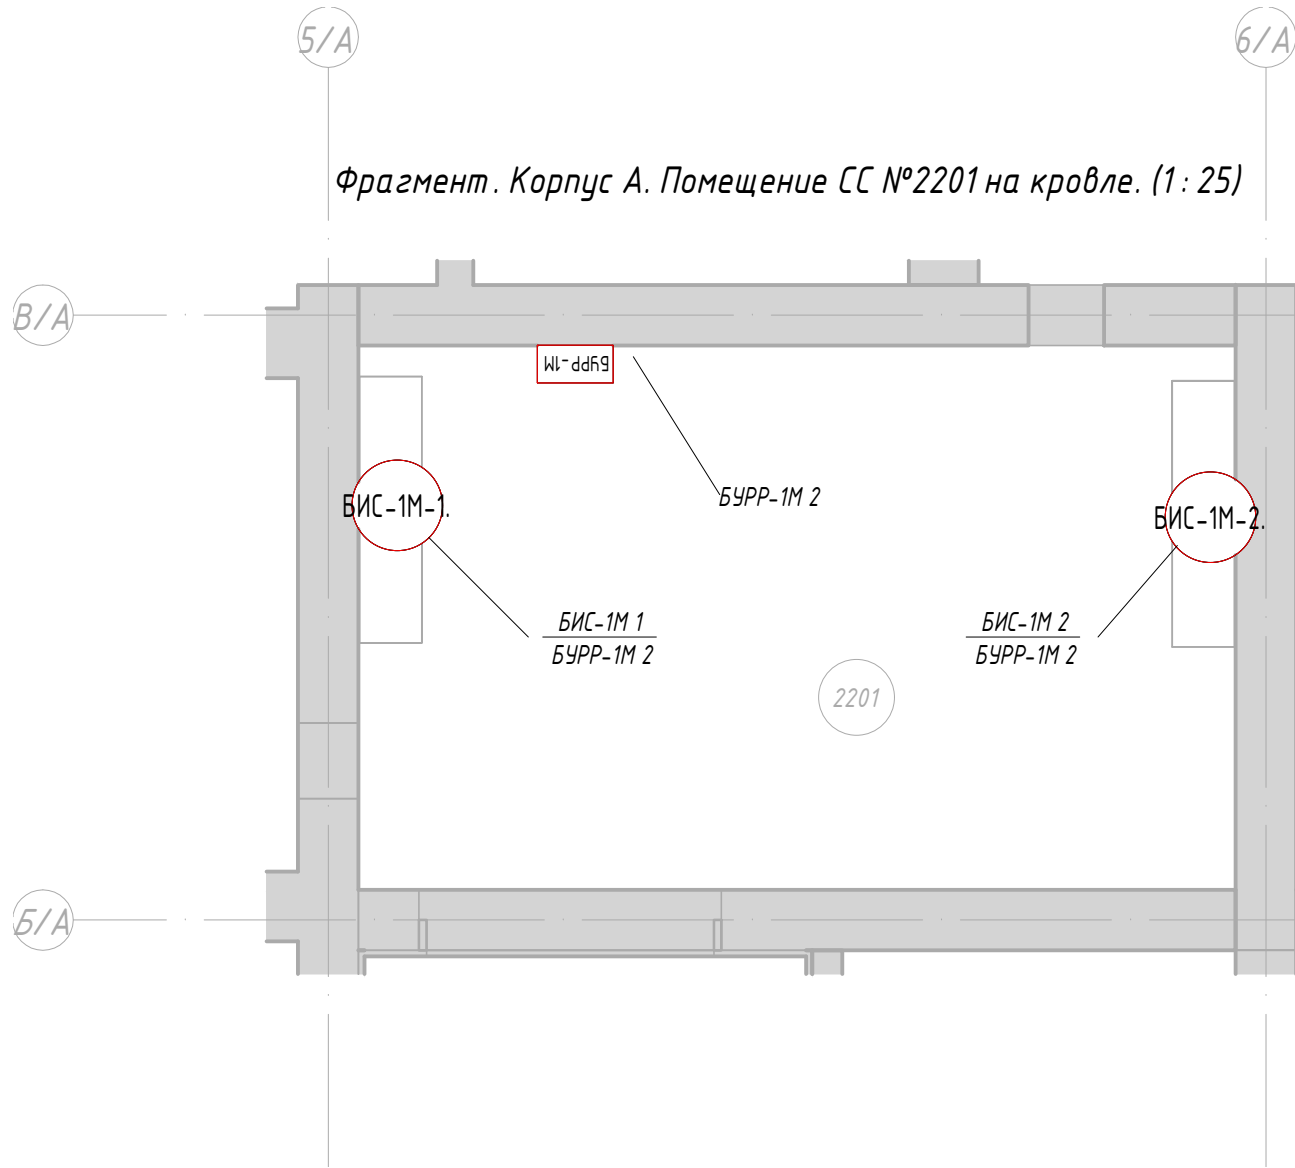 5/А
6/А
Фрагмент. Корпус А. Помещение СС №2201 на кровле. (1 : 25)
В/А
БУРР-1М
БУРР-1М 2
БИС-1М-1.
БИС-1М-2.
БИС-1М 1
БУРР-1М 2
БИС-1М 2
БУРР-1М 2
2201
Б/А